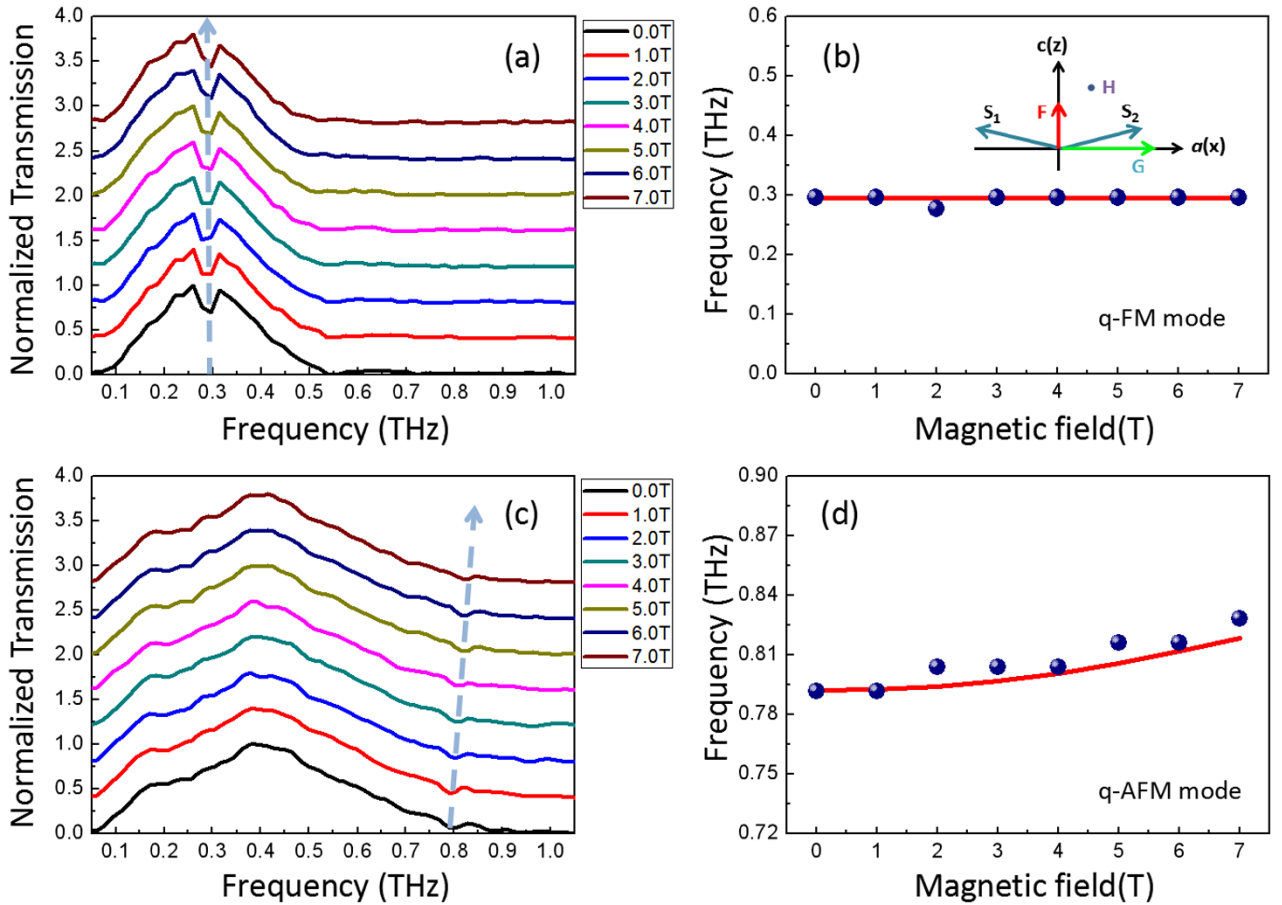 4.0
3.5
3.0
2.5
2.0
1.5
1.0
0.5
0.0
Normalized Transmission
0.1 0.2 0.3 0.4 0.5 0.6 0.7 0.8 0.9 1.0
Frequency (THz)
(a)
0.0T
1.0T
2.0T
3.0T
4.0T
5.0T
6.0T
7.0T
0.6
0.5
0.4
0.3
0.2
0.1
0.0
Frequency (THz)
(b)
c(z)
H
F
S1
S2
a(x)
G
q-FM mode
0 1 2 3 4 5 6 7
Magnetic field(T)
4.0
3.5
3.0
2.5
2.0
1.5
1.0
0.5
0.0
Normalized Transmission
0.1 0.2 0.3 0.4 0.5 0.6 0.7 0.8 0.9 1.0
Frequency (THz)
(c)
0.0T
1.0T
2.0T
3.0T
4.0T
5.0T
6.0T
7.0T
0.90
0.87
0.84
0.81
0.78
0.75
0.72
Frequency (THz)
(d)
q-AFM mode
0 1 2 3 4 5 6 7
Magnetic field(T)